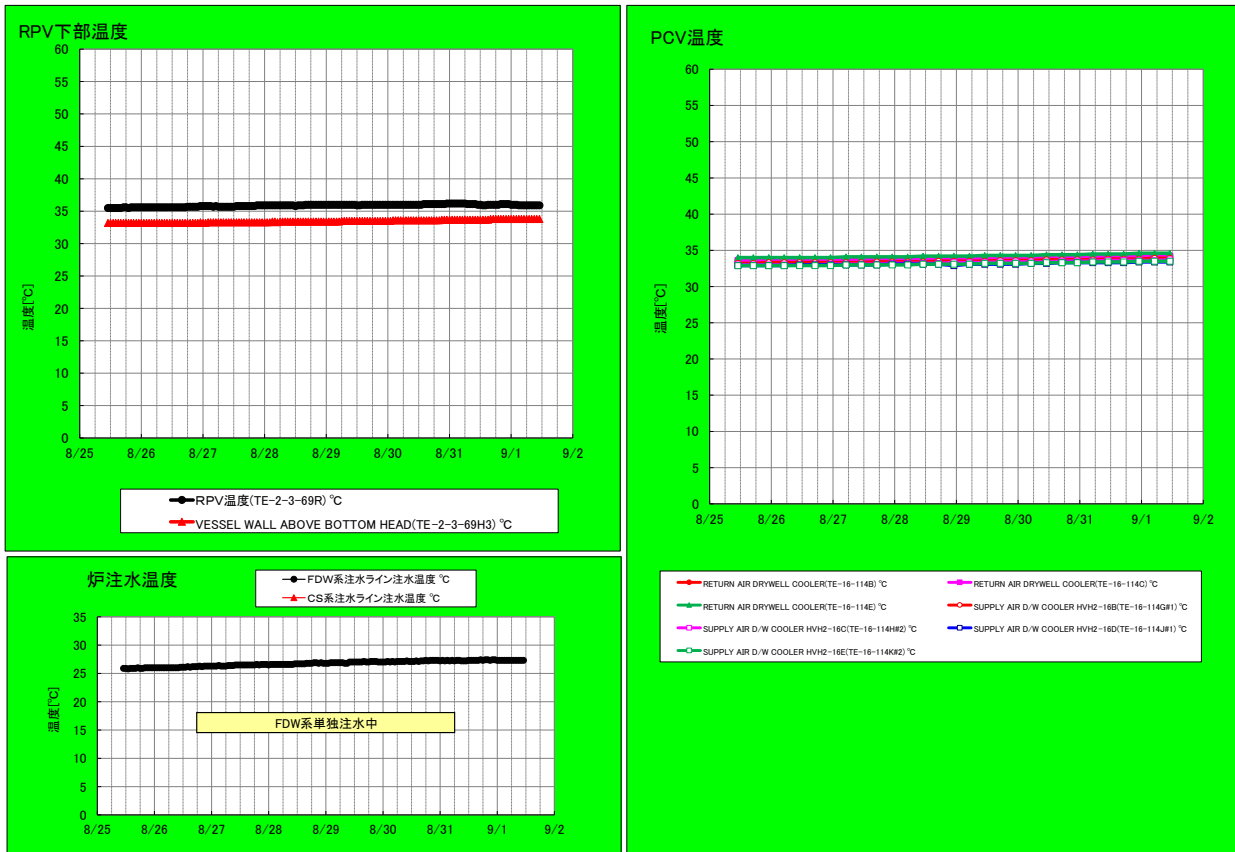 RPV下部温度
60
55
50
45
40
35
30
25
20
15
10
5
0
温度[℃]
8/25 8/26 8/27 8/28 8/29 8/30 8/31 9/1 9/2
RPV温度(TE-2-3-69R) ℃
VESSEL WALL ABOVE BOTTOM HEAD(TE-2-3-69H3) ℃
炉注水温度
FDW系注水ライン注水温度 ℃
CS系注水ライン注水温度 ℃
35
30
25
20
15
10
5
0
温度[℃]
FDW系単独注水中
8/25 8/26 8/27 8/28 8/29 8/30 8/31 9/1 9/2
PCV温度
60
55
50
45
40
35
30
25
20
15
10
5
0
温度[℃]
8/25 8/26 8/27 8/28 8/29 8/30 8/31 9/1 9/2
RETURN AIR DRYWELL COOLER(TE-16-114B) ℃
RETURN AIR DRYWELL COOLER(TE-16-114C) ℃
RETURN AIR DRYWELL COOLER(TE-16-114E) ℃
SUPPLY AIR D/W COOLER HVH2-16B(TE-16-114G#1) ℃
SUPPLY AIR D/W COOLER HVH2-16C(TE-16-114H#2) ℃
SUPPLY AIR D/W COOLER HVH2-16D(TE-16-114J#1) ℃
SUPPLY AIR D/W COOLER HVH2-16E(TE-16-114K#2) ℃